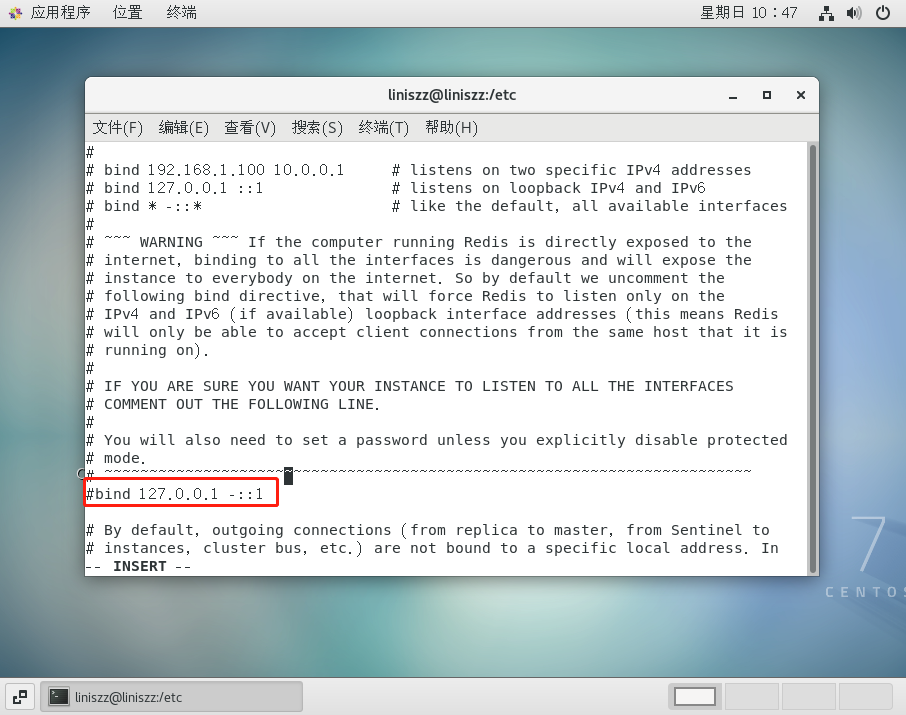 应用程序 位置 终端 星期日 10：47
liniszz@liniszz:/etc
文件(F) 编辑(E) 查看(V) 搜索(S) 终端(T) 帮助(H)
#
# bind 192.168.1.100 10.0.0.1     # listens on two specific IPv4 addresses
# bind 127.0.0.1 ::1              # listens on loopback IPv4 and IPv6
# bind * -::*                     # like the default, all available interfaces
#
# ~~~ WARNING ~~~ If the computer running Redis is directly exposed to the
# internet, binding to all the interfaces is dangerous and will expose the
# instance to everybody on the internet. So by default we uncomment the
# following bind directive, that will force Redis to listen only on the
# IPv4 and IPv6 (if available) loopback interface addresses (this means Redis
# will only be able to accept client connections from the same host that it is
# running on).
#
# IF YOU ARE SURE YOU WANT YOUR INSTANCE TO LISTEN TO ALL THE INTERFACES
# COMMENT OUT THE FOLLOWING LINE.
#
# You will also need to set a password unless you explicitly disable protected
# mode.
# ~~~~~~~~~~~~~~~~~~~~~~~~~~~~~~~~~~~~~~~~~~~~~~~~~~~~~~~~~~~~~~~~~~~~~~~~
#bind 127.0.0.1 -::1
# By default, outgoing connections (from replica to master, from Sentinel to
# instances, cluster bus, etc.) are not bound to a specific local address. In
-- INSERT --
7
CENTOS
liniszz@liniszz:/etc